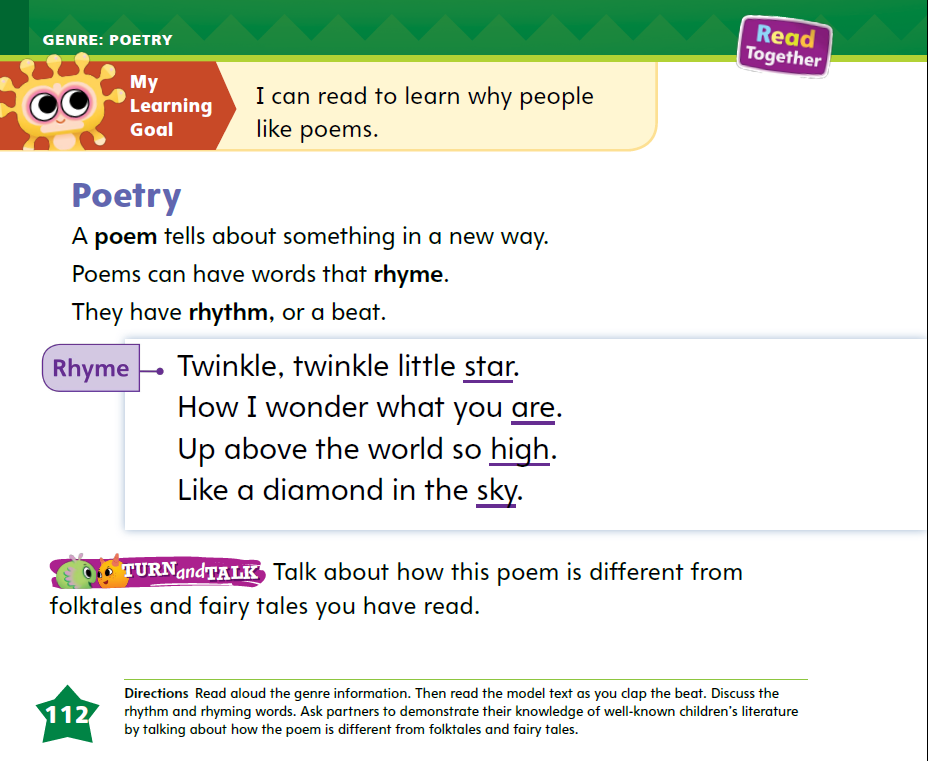 GENRE: POETRY
Read
Together
My
Learning
Goal
I can read to learn why people
like poems.
Poetry
A poem tells about something in a new way.
Poems can have words that rhyme.
They have rhythm, or a beat.
Rhyme
Twinkle, twinkle little star.
How I wonder what you are.
Up above the world so high.
Like a diamond in the sky.
TURN and TALK Talk about how this poem is different from
folktales and fairy tales you have read.
Directions Read aloud the genre information. Then read the model text as you clap the beat. Discuss the
rhythm and rhyming words. Ask partners to demonstrate their knowledge of well-known children's literature
by talking about how the poem is different from folktales and fairy tales.
112